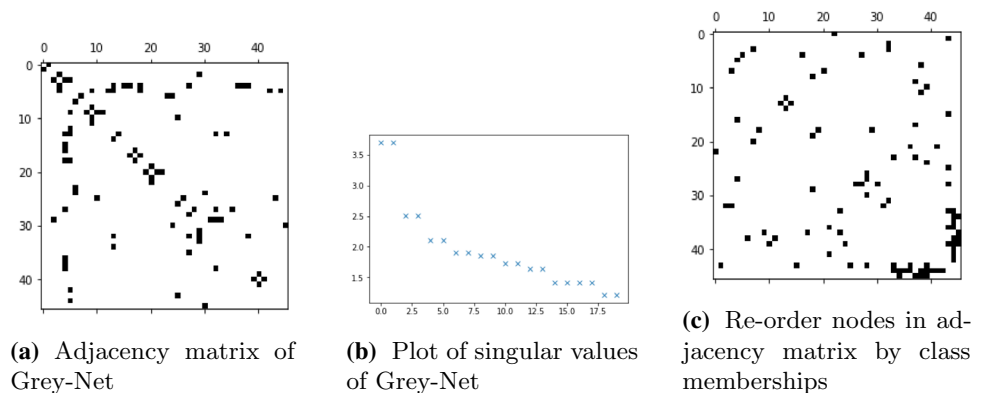 0 10 20 30 40
0
10
20
30
40
(a) Adjacency matrix of
Grey-Net
3.5
3.0
2.5
2.0
1.5
0.0 2.5 5.0 7.5 10.0 12.5 15.0 17.5
(b) Plot of singular values
of Grey-Net
0 10 20 30 40
0
10
20
30
40
(c) Re-order nodes in ad-
jacency matrix by class
memberships